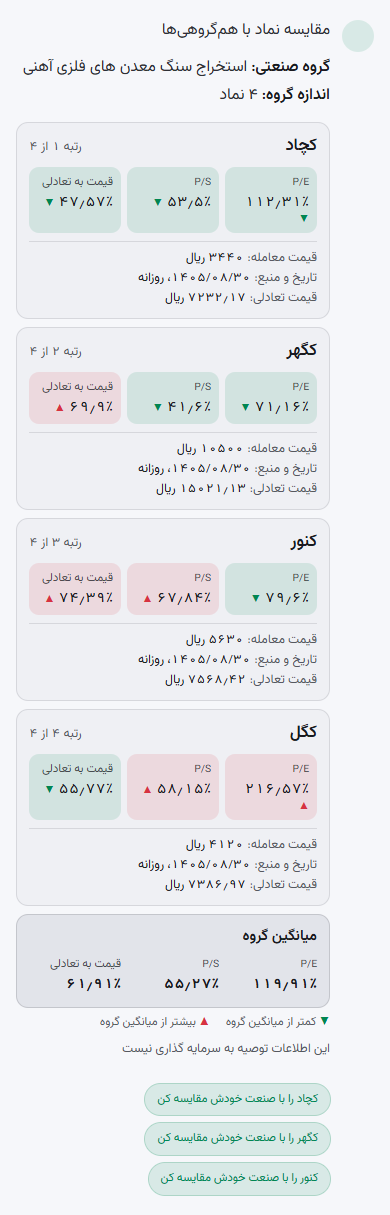 مقایسه نماد با هم‌گروهی‌ها
گروه صنعتی: استخراج سنگ معدن های فلزی آهنی
اندازه گروه: ۴ نماد
کچاد
رتبه ۱ از ۴
P/E
P/S
قیمت به تعادلی
۱۱۲٫۳۱٪ ▼
۵۳٫۵٪ ▼
۴۷٫۵۷٪ ▼
قیمت معامله: ۳۴۴۰ ریال
تاریخ و منبع: ۱۴۰۵/۰۸/۳۰، روزانه
قیمت تعادلی: ۷۲۳۲٫۱۷ ریال
کگهر
رتبه ۲ از ۴
P/E
P/S
قیمت به تعادلی
۷۱٫۱۶٪ ▼
۴۱٫۶٪ ▼
۶۹٫۹٪ ▲
قیمت معامله: ۱۰۵۰۰ ریال
تاریخ و منبع: ۱۴۰۵/۰۸/۳۰، روزانه
قیمت تعادلی: ۱۵۰۲۱٫۱۳ ریال
کنور
رتبه ۳ از ۴
P/E
P/S
قیمت به تعادلی
۷۹٫۶٪ ▼
۶۷٫۸۴٪ ▲
۷۴٫۳۹٪ ▲
قیمت معامله: ۵۶۳۰ ریال
تاریخ و منبع: ۱۴۰۵/۰۸/۳۰، روزانه
قیمت تعادلی: ۷۵۶۸٫۴۲ ریال
کگل
رتبه ۴ از ۴
P/E
P/S
قیمت به تعادلی
۲۱۶٫۵۷٪ ▲
۵۸٫۱۵٪ ▲
۵۵٫۷۷٪ ▼
قیمت معامله: ۴۱۲۰ ریال
تاریخ و منبع: ۱۴۰۵/۰۸/۳۰، روزانه
قیمت تعادلی: ۷۳۸۶٫۹۷ ریال
میانگین گروه
P/E
P/S
قیمت به تعادلی
۱۱۹٫۹۱٪
۵۵٫۲۷٪
۶۱٫۹۱٪
▼ کمتر از میانگین گروه ▲ بیشتر از میانگین گروه
این اطلاعات توصیه به سرمایه گذاری نیست
کچاد را با صنعت خودش مقایسه کن
کگهر را با صنعت خودش مقایسه کن
کنور را با صنعت خودش مقایسه کن